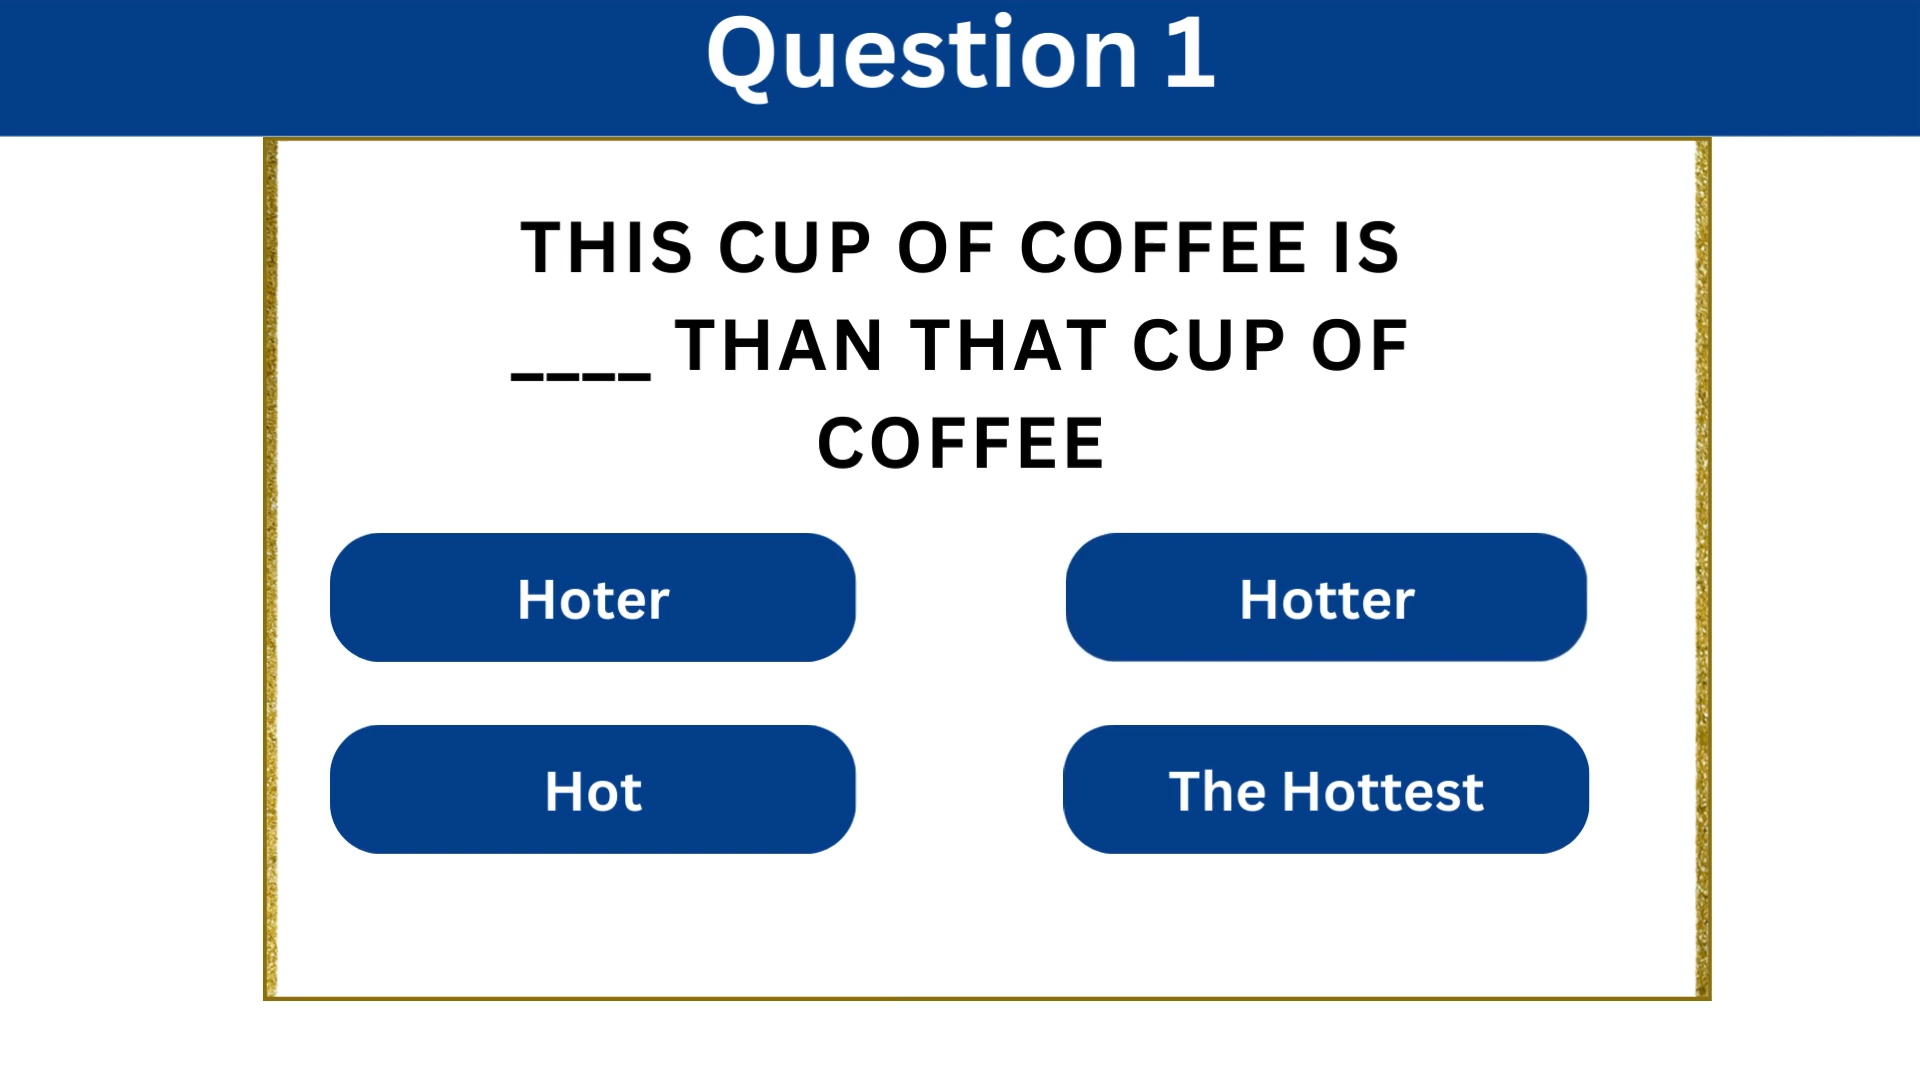 Question 1
THIS CUP OF COFFEE IS
____ THAN THAT CUP OF
COFFEE
Hoter
Hotter
Hot
The Hottest